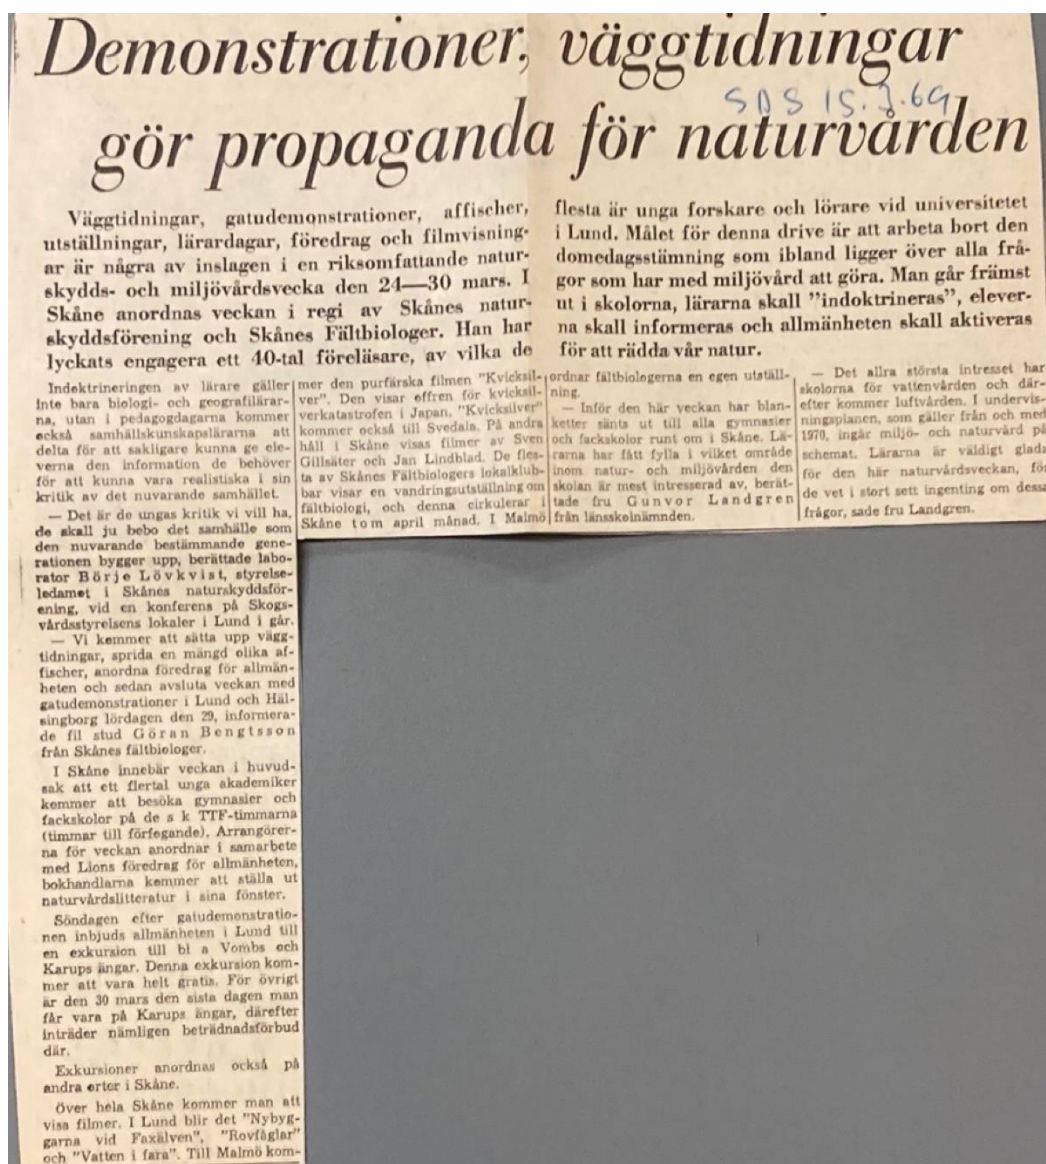 Demonstrationer, väggtidningar
SDS 15.3.69
gör propaganda för naturvården
Väggtidningar, gatudemonstrationer, affischer,
utställningar, lärardagar, föredrag och filmvisning-
ar är några av inslagen i en riksomfattande natur-
skydds- och miljövårdsvecka den 24—30 mars. I
Skåne anordnas veckan i regi av Skånes natur-
skyddsförening och Skånes Fältbiologer. Han har
lyckats engagera ett 40-tal föreläsare, av vilka de
flesta är unga forskare och lörare vid universitetet
i Lund. Målet för denna drive är att arbeta bort den
domedagsstämning som ibland ligger över alla frå-
gor som har med miljövård att göra. Man går främst
ut i skolorna, lärarna skall "indoktrineras", elever-
na skall informeras och allmänheten skall aktiveras
för att rädda vår natur.
Indektrineringen av lärare gäller
inte bara biologi- och geografilärar-
na, utan i pedagogdagarna kommer
också samhällskunskapslärarna att
delta för att sakligare kunna ge ele-
verna den information de behöver
för att kunna vara realistiska i sin
kritik av det nuvarande samhället.
— Det är de ungas kritik vi vill ha,
de skall ju bebo det samhälle som
den nuvarande bestämmande gene-
rationen bygger upp, berättade labo-
rator Börje Lövkvist, styrelse-
ledamot i Skånes naturskyddsför-
ening, vid en konferens på Skogs-
vårdsstyrelsens lokaler i Lund i går.
— Vi kommer att sätta upp vägg-
tidningar, sprida en mängd olika af-
fischer, anordna föredrag för allmän-
heten och sedan avsluta veckan med
gatudemonstrationer i Lund och Häl-
singborg lördagen den 29, informera-
de fil stud Göran Bengtsson
från Skånes fältbiologer.
I Skåne innebär veckan i huvud-
sak att ett flertal unga akademiker
kommer att besöka gymnasier och
fackskolor på de s k TTF-timmarna
(timmar till förfogande). Arrangörer-
na för veckan anordnar i samarbete
med Lions föredrag för allmänheten,
bokhandlarna kommer att ställa ut
naturvårdslitteratur i sina fönster.
Söndagen efter gatudemonstratio-
nen inbjuds allmänheten i Lund till
en exkursion till bl a Vombs och
Karups ängar. Denna exkursion kom-
mer att vara helt gratis. För övrigt
är den 30 mars den sista dagen man
får vara på Karups ängar, därefter
inträder nämligen beträdnadsförbud
där.
Exkursioner anordnas också på
andra orter i Skåne.
Över hela Skåne kommer man att
visa filmer. I Lund blir det "Nybyg-
garna vid Faxälven", "Rovfåglar"
och "Vatten i fara". Till Malmö kom-
mer den purfärska filmen "Kvicksil-
ver". Den visar offren för kvicksil-
verkatastrofen i Japan. "Kvicksilver"
kommer också till Svedala. På andra
håll i Skåne visas filmer av Sven
Gillsäter och Jan Lindblad. De fles-
ta av Skånes Fältbiologers lokalklub-
bar visar en vandringsutställning om
fältbiologi, och denna cirkulerar i
Skåne tom april månad. I Malmö
ordnar fältbiologerna en egen utställ-
ning.
— Inför den här veckan har blan-
ketter sänts ut till alla gymnasier
och fackskolor runt om i Skåne. Lä-
rarna har fått fylla i vilket område
inom natur- och miljövården den
skolan är mest intresserad av, berät-
tade fru Gunvor Landgren
från länsskolnämnden.
— Det allra största intresset har
skolorna för vattenvården och där-
efter kommer luftvården. I undervis-
ningsplanen, som gäller från och med
1970, ingår miljö- och naturvård på
schemat. Lärarna är väldigt glada
för den här naturvårdsveckan, för
de vet i stort sett ingenting om dessa
frågor, sade fru Landgren.